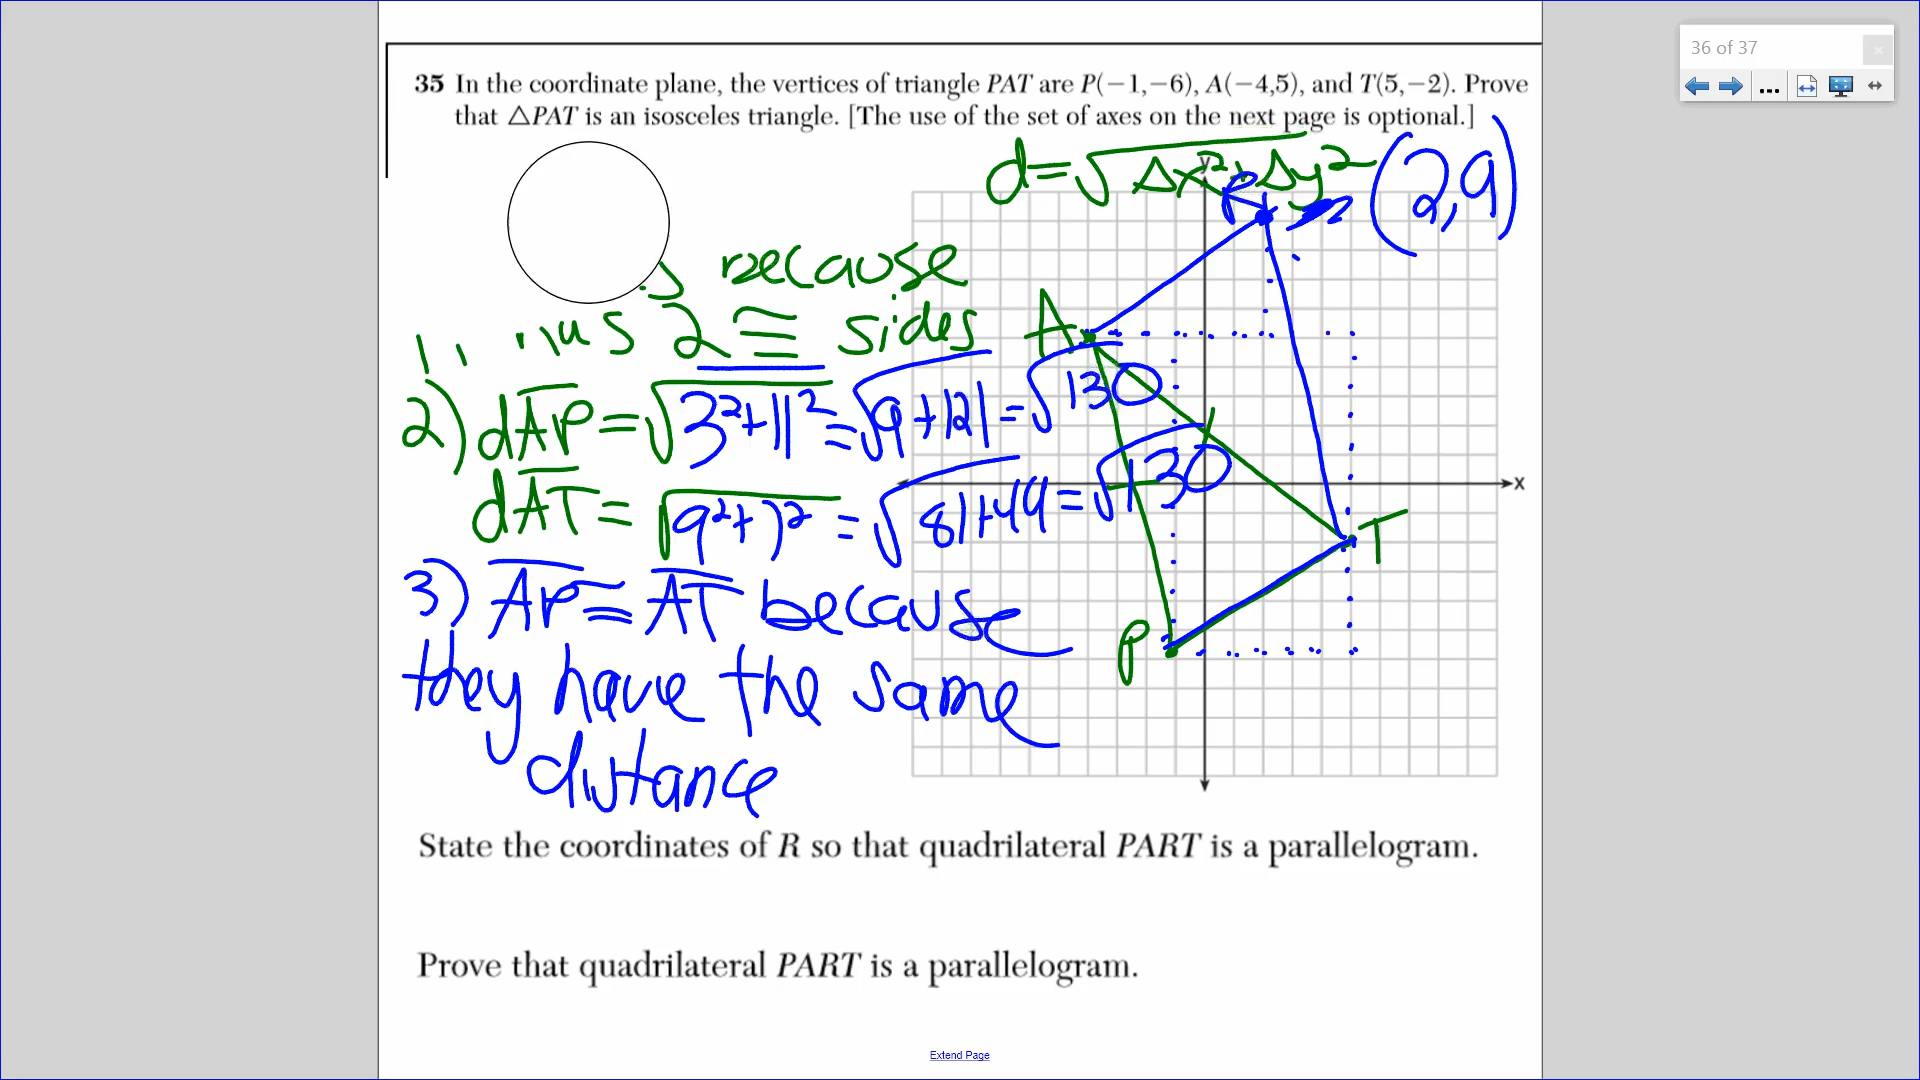 36 of 37
35 In the coordinate plane, the vertices of triangle PAT are P(−1,−6), A(−4,5), and T(5,−2). Prove
that △PAT is an isosceles triangle. [The use of the set of axes on the next page is optional.]
d=√Δx²+Δy²
(2,9)
y
R
because
2 ≅ sides
A
2) dAP = √3²+11² = √9+121 = √130
dAT = √9²+7² = √81+49 = √130
x
T
3) AP ≅ AT because
P
they have the same
distance
State the coordinates of R so that quadrilateral PART is a parallelogram.
Prove that quadrilateral PART is a parallelogram.
Extend Page